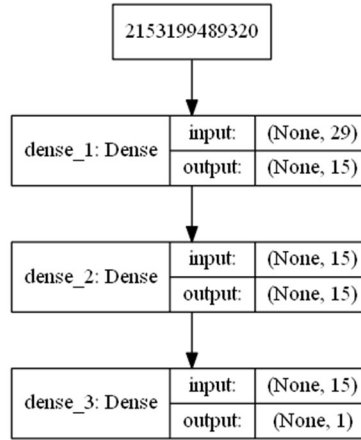 2153199489320
dense_1: Dense
input: (None, 29)
output: (None, 15)
dense_2: Dense
input: (None, 15)
output: (None, 15)
dense_3: Dense
input: (None, 15)
output: (None, 1)